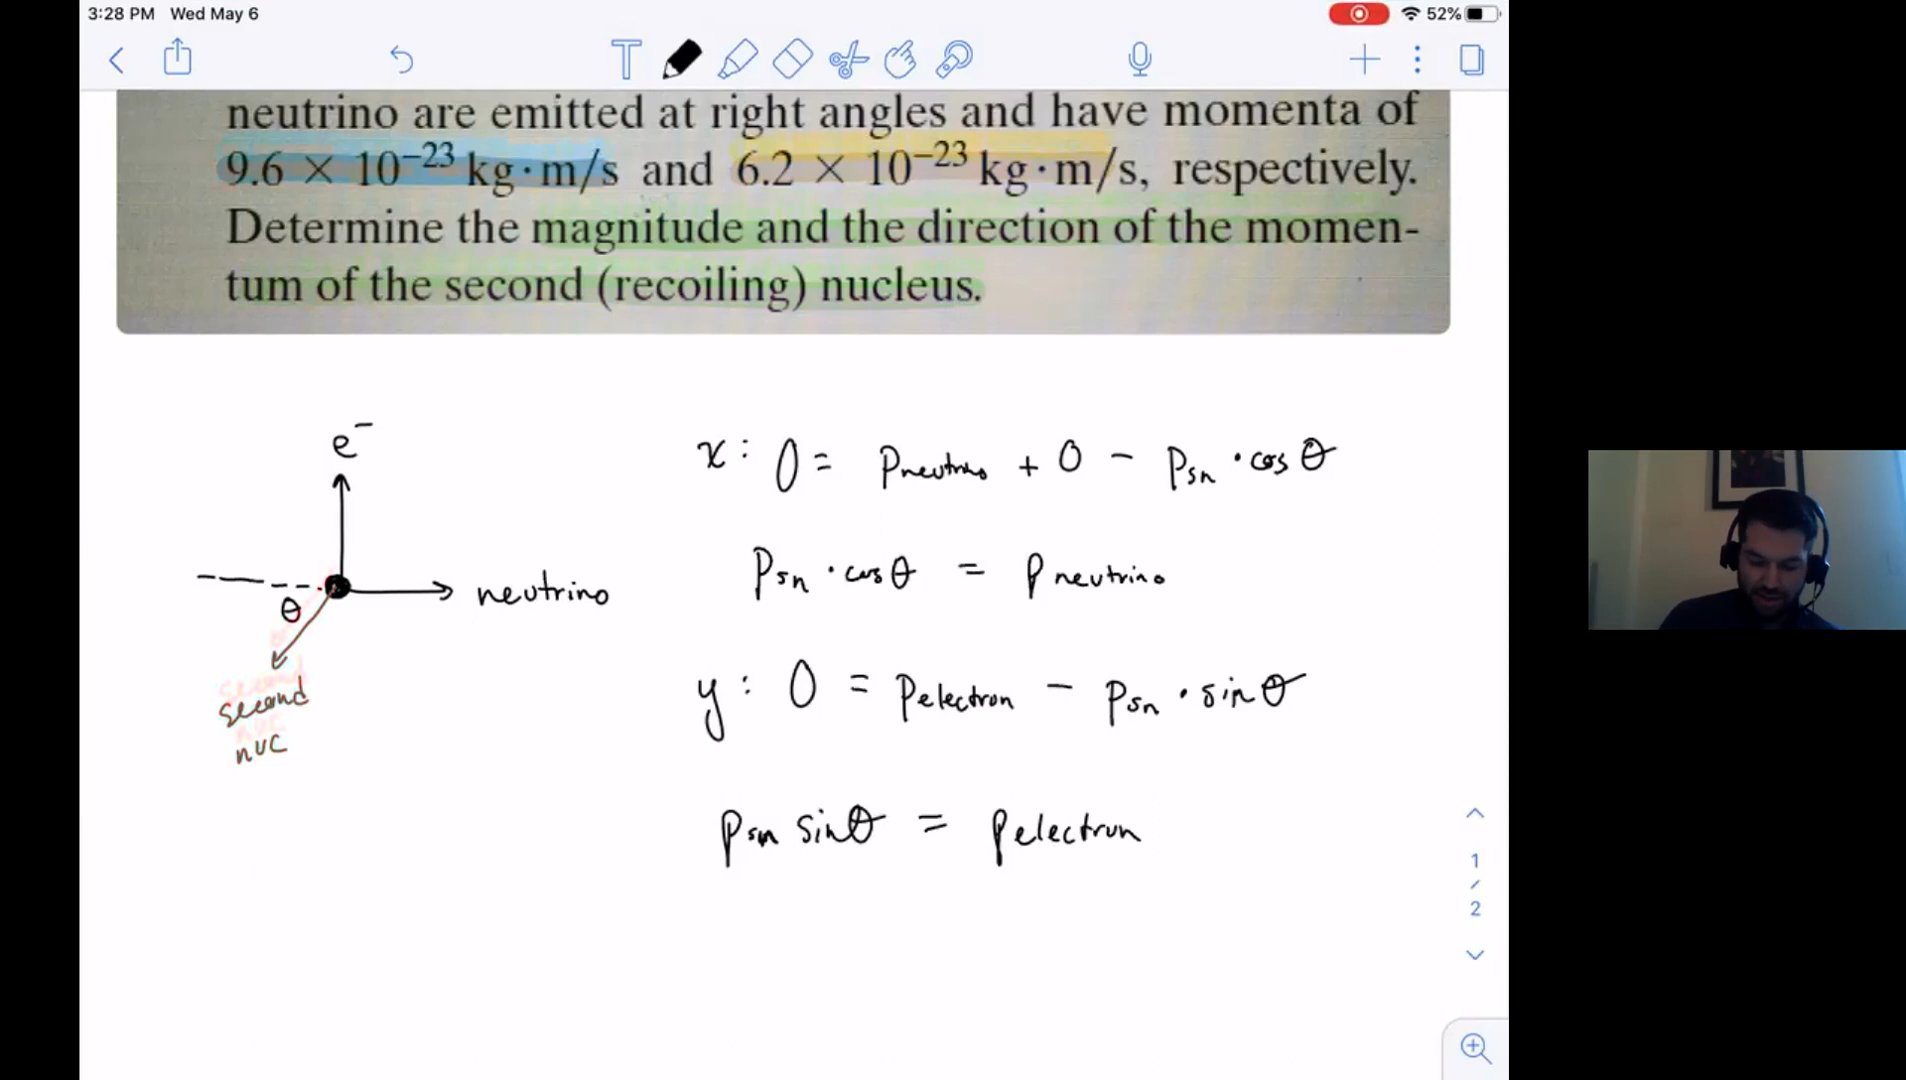 3:28 PM Wed May 6
52%
T
neutrino are emitted at right angles and have momenta of
9.6 × 10⁻²³ kg·m/s and 6.2 × 10⁻²³ kg·m/s, respectively.
Determine the magnitude and the direction of the momen-
tum of the second (recoiling) nucleus.
e⁻
neutrino
θ
second
nuc
x: 0 = Pneutrino + 0 - Psn · cos θ
Psn · cos θ = Pneutrino
y: 0 = Pelectron - Psn · sin θ
Psn sin θ = Pelectron
1
/
2